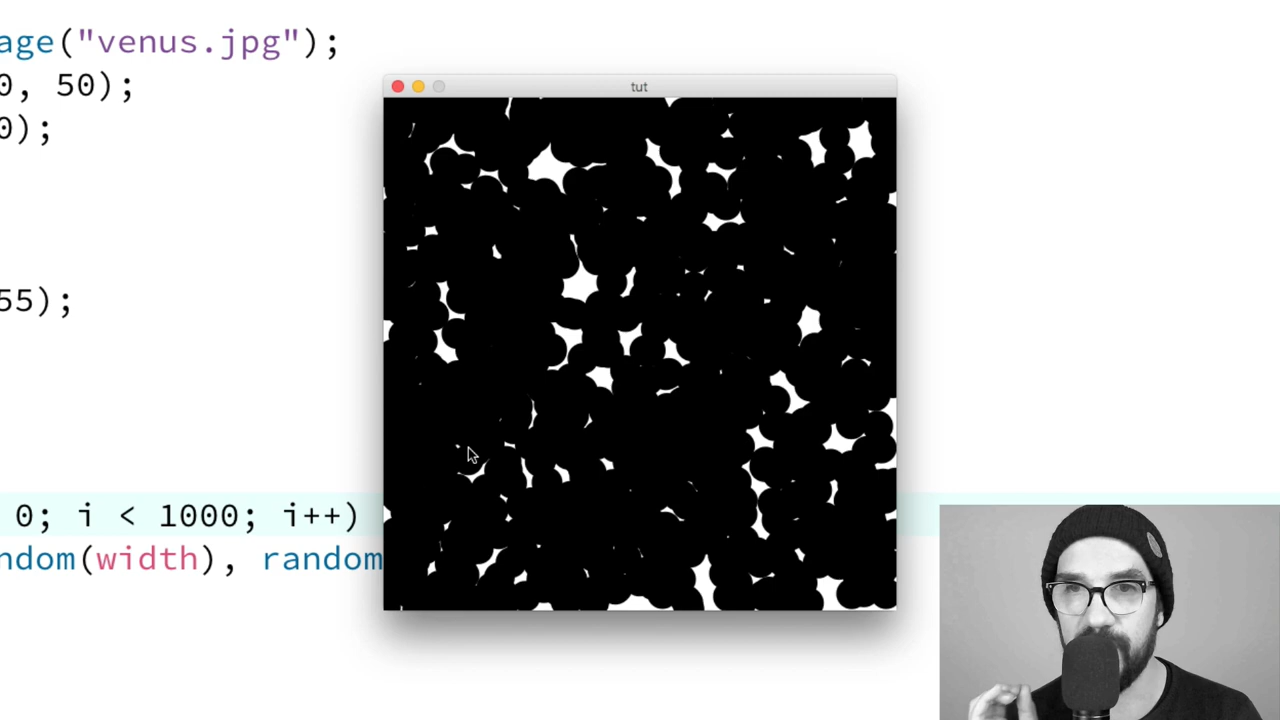 age("venus.jpg");
0, 50);
0);
tut
55);
0; i < 1000; i++)
ndom(width), random